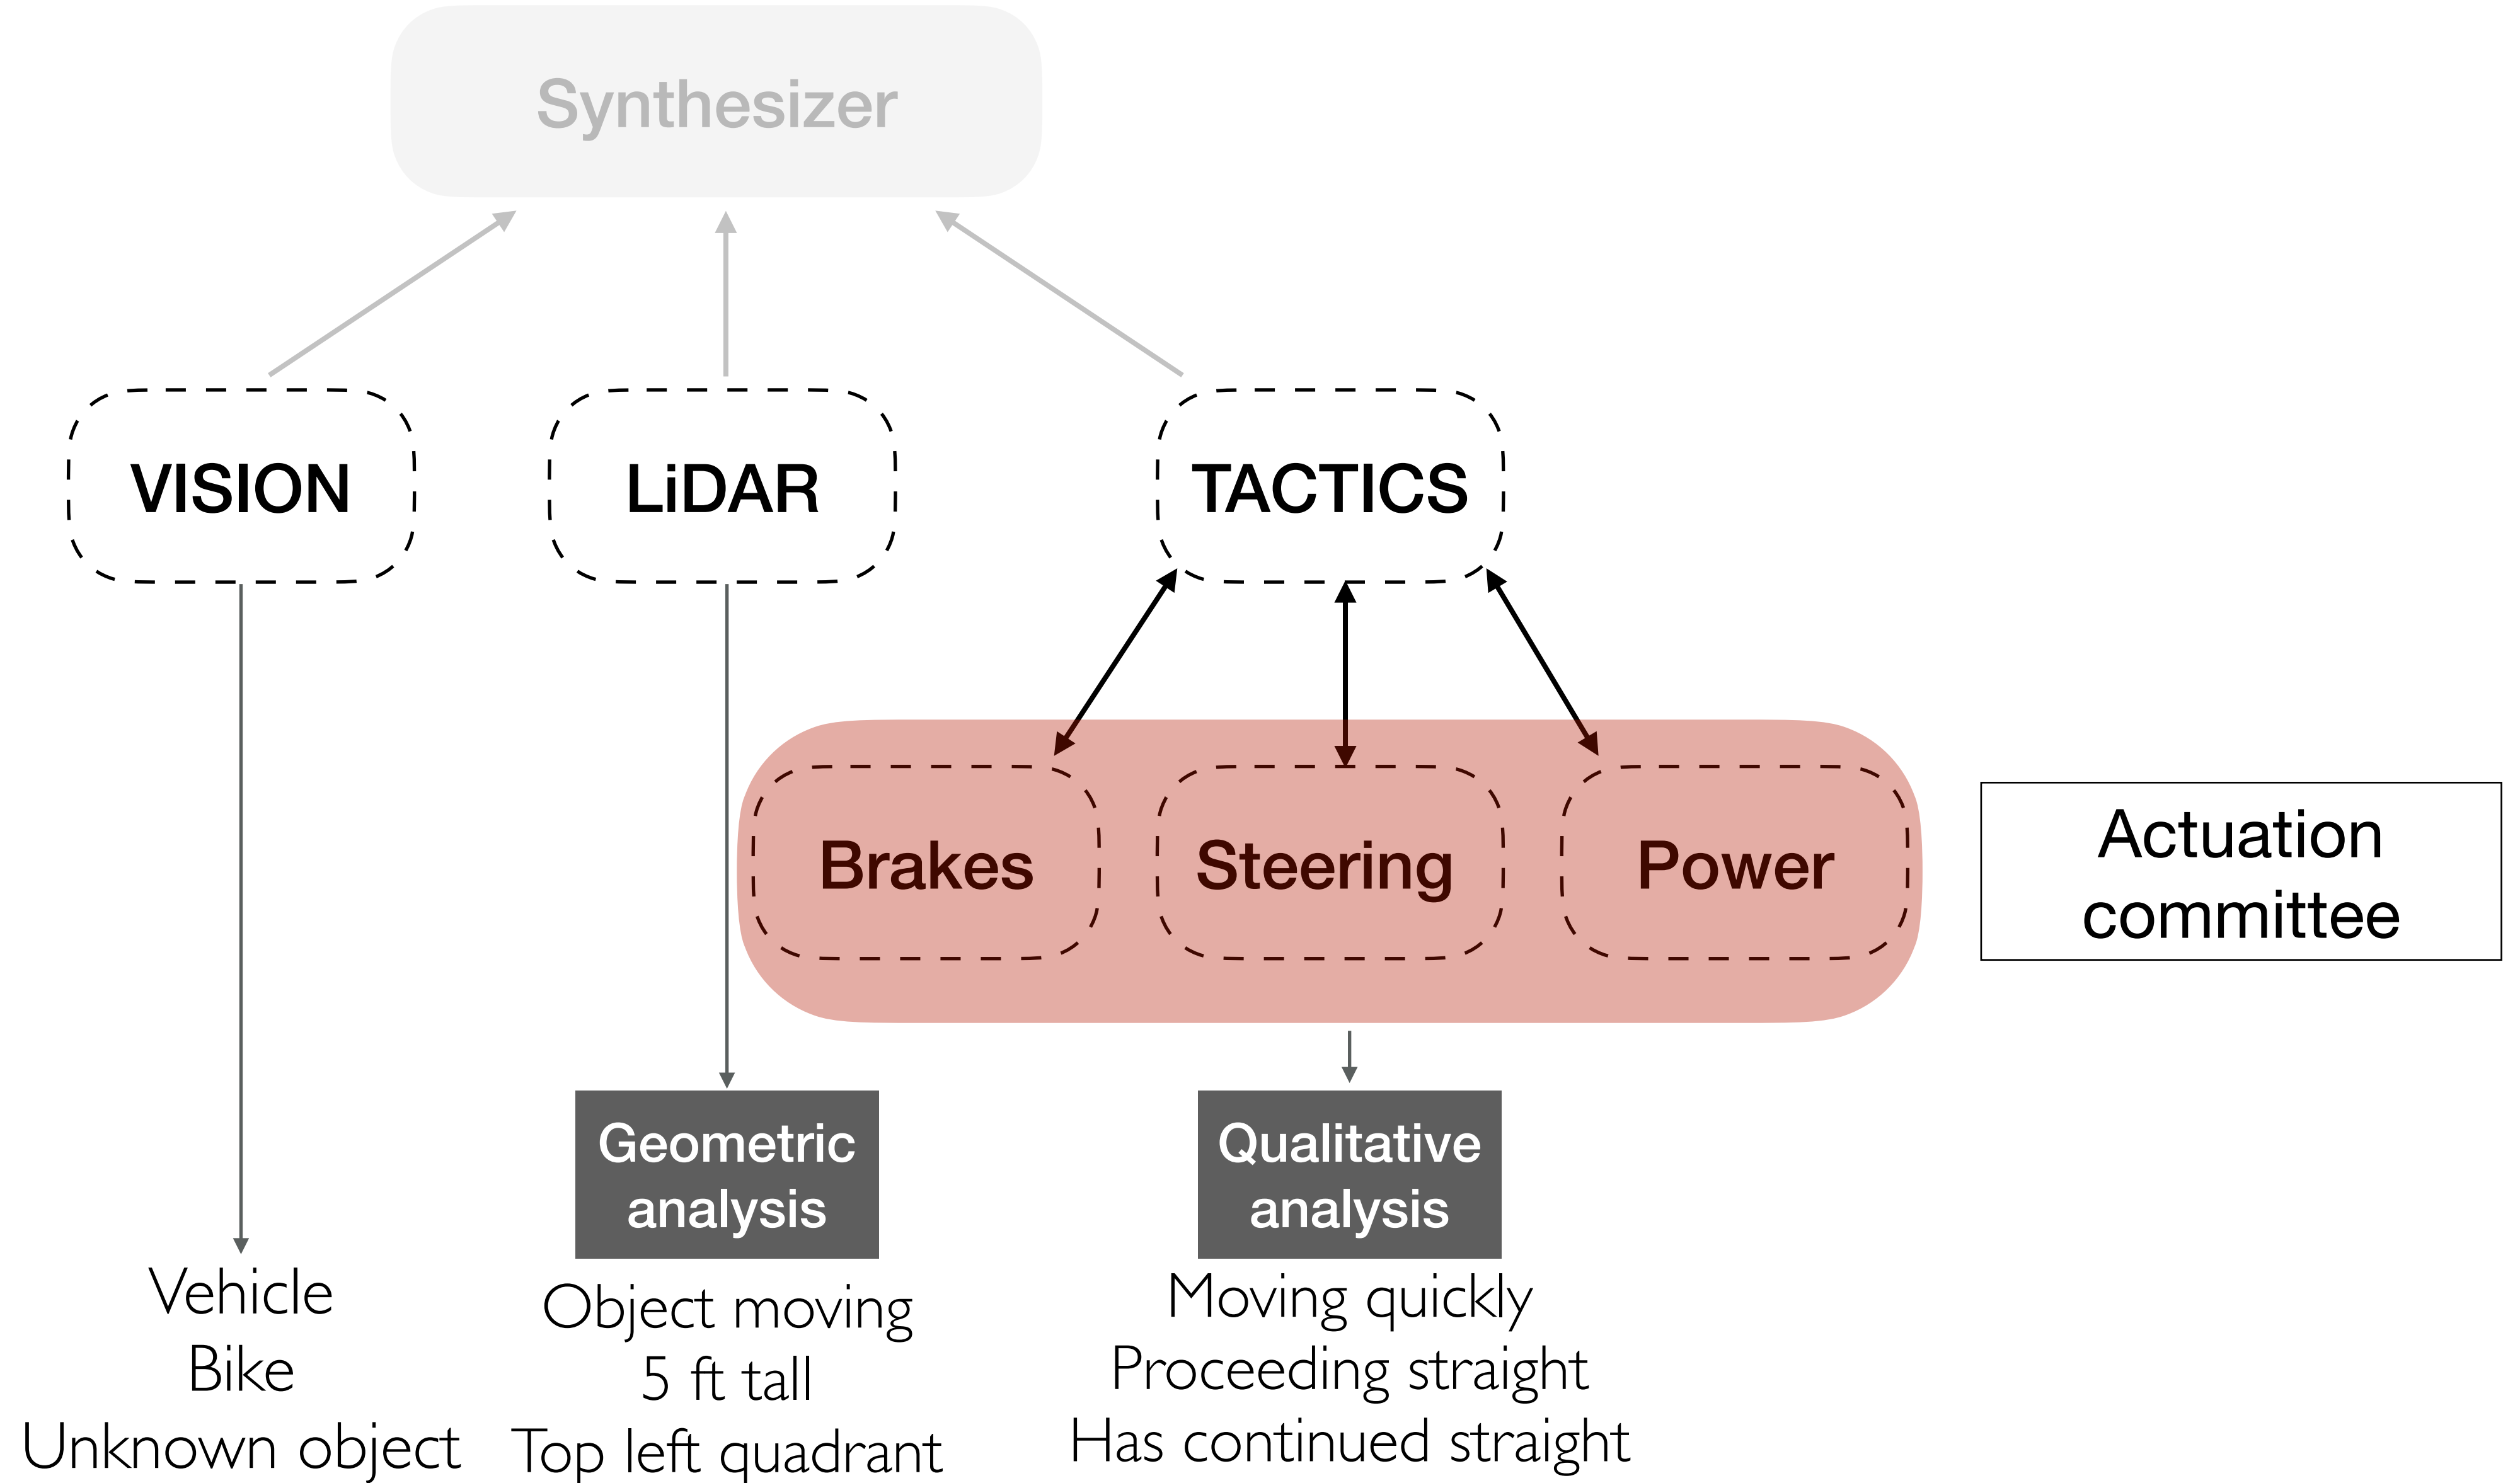 Synthesizer
VISION
LiDAR
TACTICS
Brakes
Steering
Power
Actuation
committee
Geometric
analysis
Qualitative
analysis
Vehicle
Bike
Unknown object
Object moving
5 ft tall
Top left quadrant
Moving quickly
Proceeding straight
Has continued straight